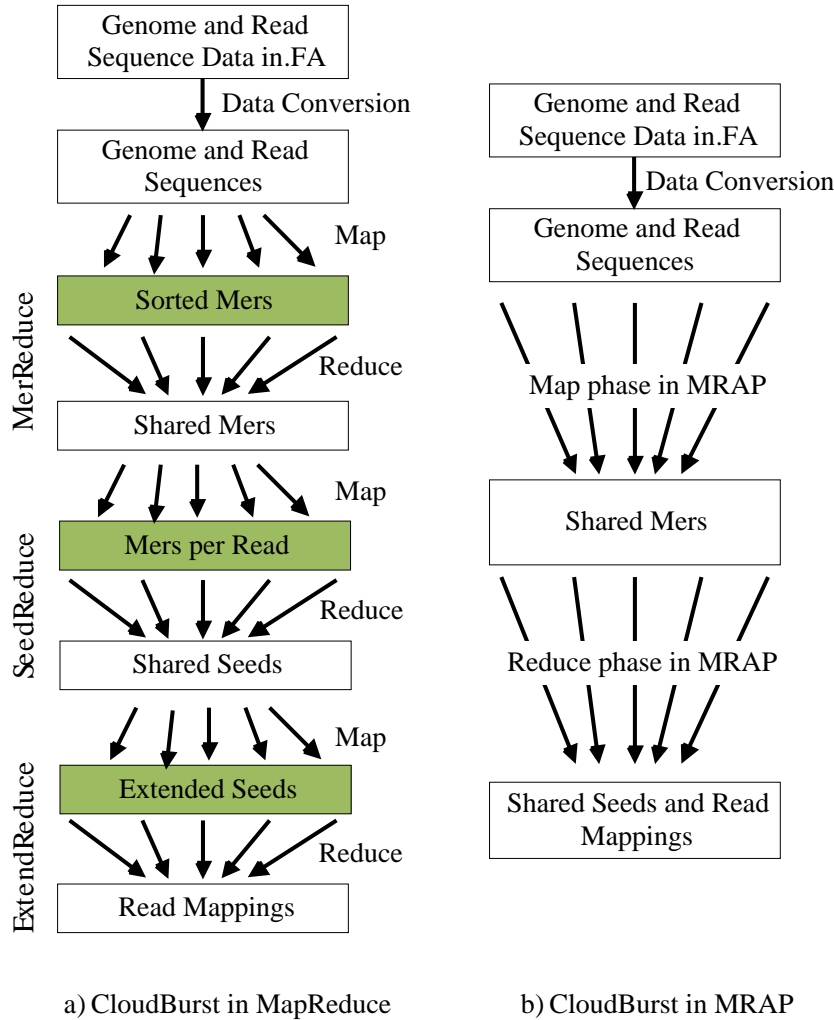 Genome and Read
Sequence Data in.FA
Data Conversion
Genome and Read
Sequences
Map
Sorted Mers
Reduce
MerReduce
Shared Mers
Map
Mers per Read
Reduce
SeedReduce
Shared Seeds
Map
Extended Seeds
Reduce
ExtendReduce
Read Mappings
a) CloudBurst in MapReduce
Genome and Read
Sequence Data in.FA
Data Conversion
Genome and Read
Sequences
Map phase in MRAP
Shared Mers
Reduce phase in MRAP
Shared Seeds and Read
Mappings
b) CloudBurst in MRAP